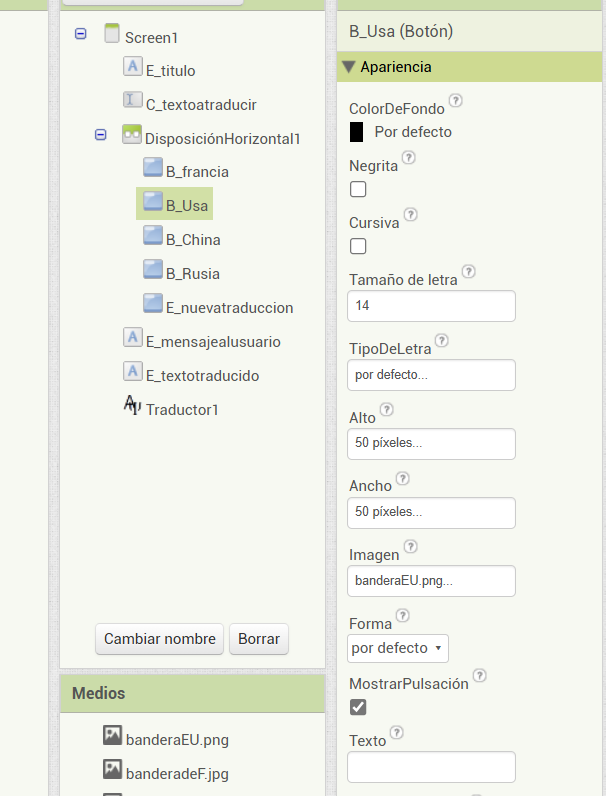 Screen1
E_titulo
C_textoatraducir
DisposiciónHorizontal1
B_francia
B_Usa
B_China
B_Rusia
E_nuevatraduccion
E_mensajealusuario
E_textotraducido
Traductor1
Cambiar nombre Borrar
Medios
banderaEU.png
banderadeF.jpg
B_Usa (Botón)
Apariencia
ColorDeFondo
Por defecto
Negrita
Cursiva
Tamaño de letra
14
TipoDeLetra
por defecto...
Alto
50 píxeles...
Ancho
50 píxeles...
Imagen
banderaEU.png...
Forma
por defecto
MostrarPulsación
Texto